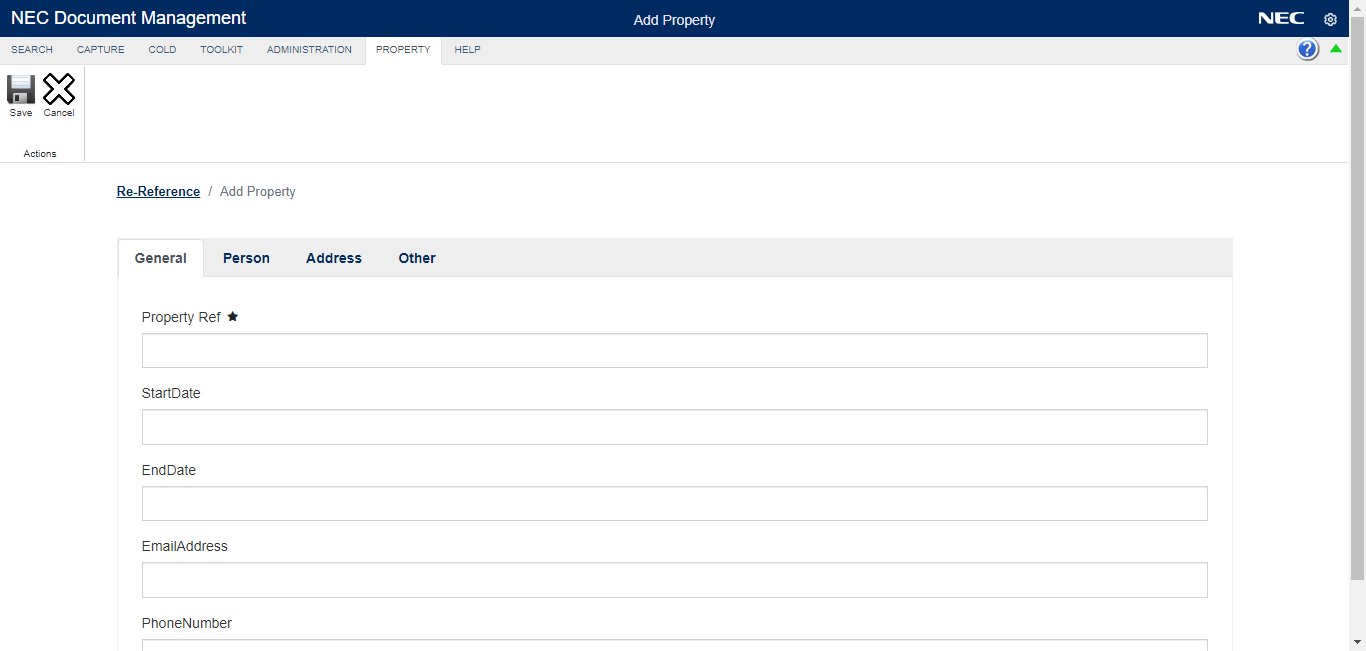 NEC Document Management
Add Property
NEC
SEARCH CAPTURE COLD TOOLKIT ADMINISTRATION PROPERTY HELP
?
Save Cancel
Actions
Re-Reference / Add Property
General Person Address Other
Property Ref ★
StartDate
EndDate
EmailAddress
PhoneNumber